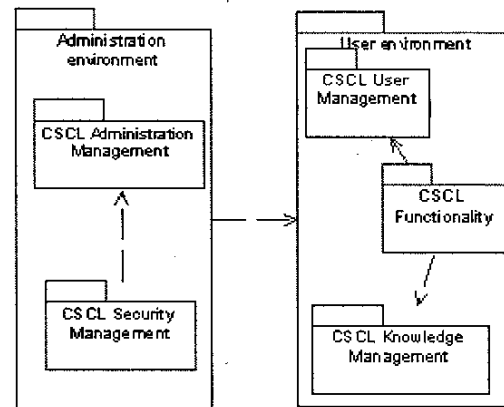 Administration
environment
CSCL Administration
Management
CSCL Security
Management
User environment
CSCL User
Management
CSCL
Functionality
CSCL Knowledge
Management